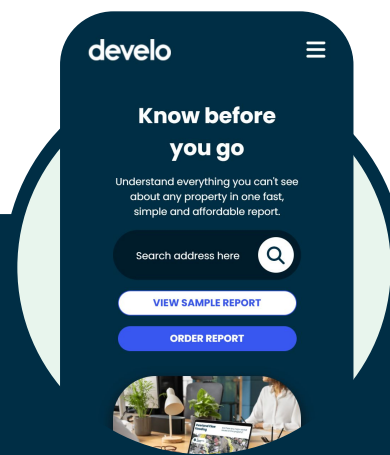 develo
Know before
you go
Understand everything you can't see
about any property in one fast,
simple and affordable report.
Search address here
VIEW SAMPLE REPORT
ORDER REPORT